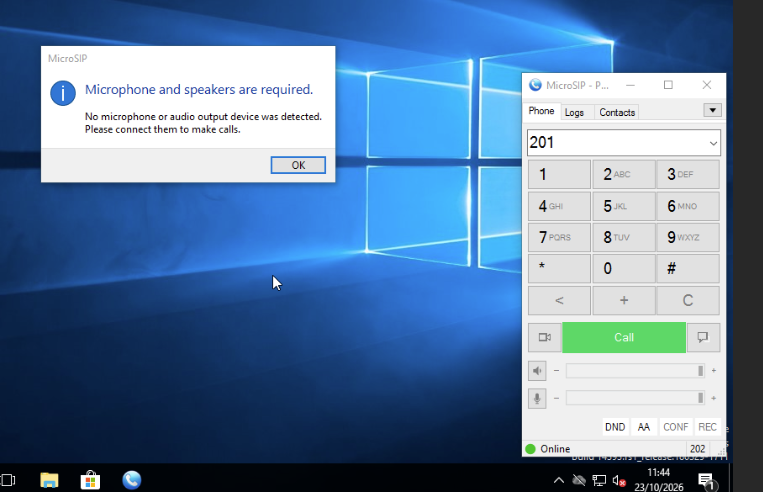 MicroSIP
Microphone and speakers are required.
No microphone or audio output device was detected.
Please connect them to make calls.
OK
MicroSIP - P...
Phone Logs Contacts
201
1 2 ABC 3 DEF
4 GHI 5 JKL 6 MNO
7 PQRS 8 TUV 9 WXYZ
* 0 #
< + C
Call
- +
- +
DND AA CONF REC
Online 202
11:44
23/10/2026
1